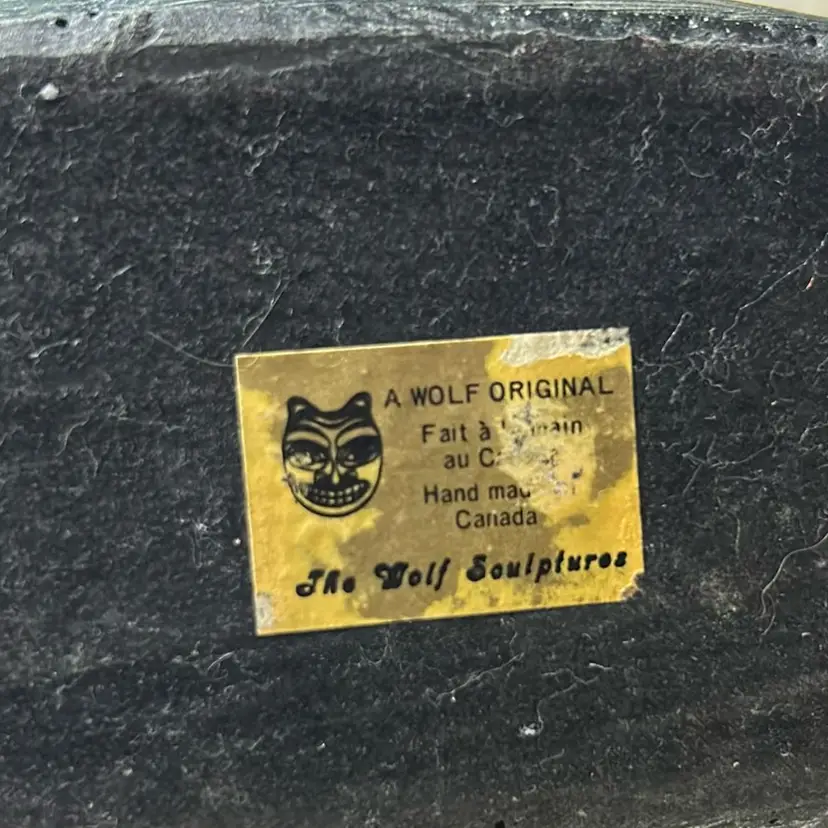 A WOLF ORIGINAL
Fait à main
au
Hand
Canada
The Wolf Sculptures